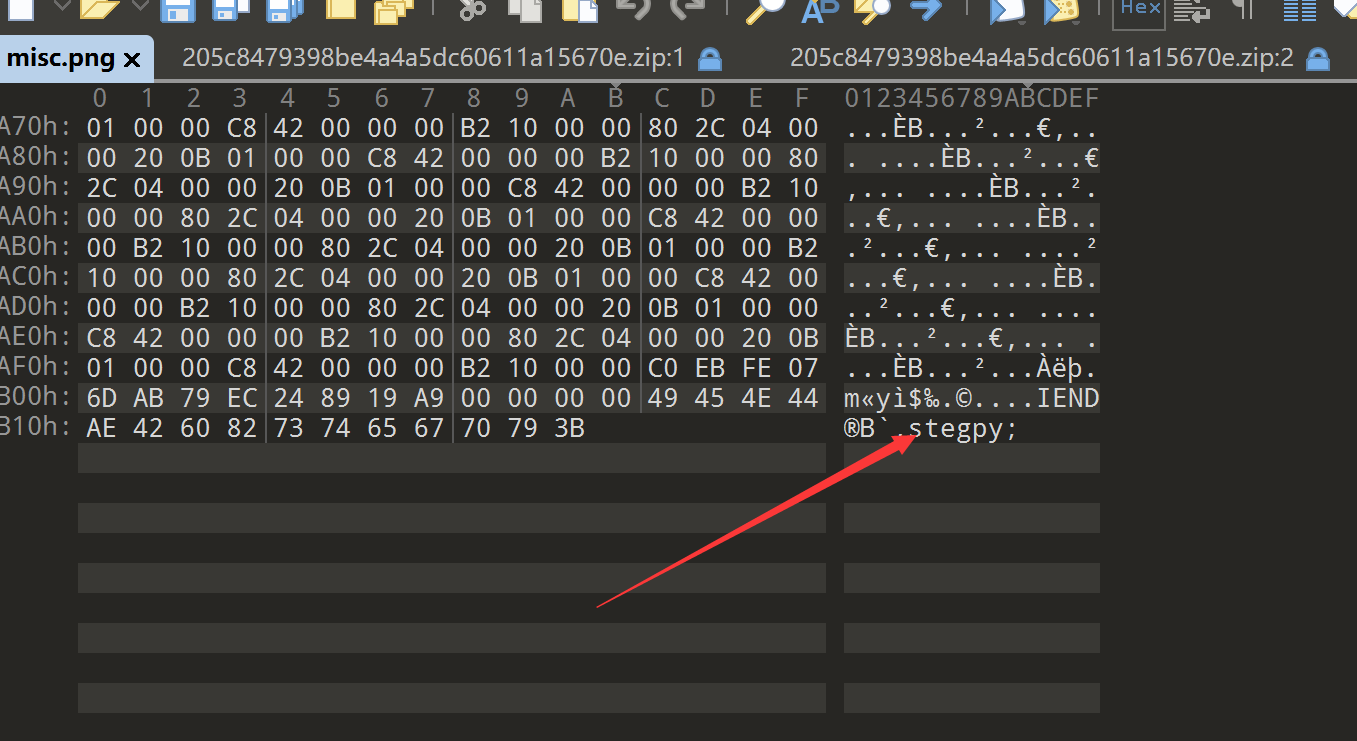 Hex
misc.png × 205c8479398be4a4a5dc60611a15670e.zip:1 205c8479398be4a4a5dc60611a15670e.zip:2
0 1 2 3 4 5 6 7 8 9 A B C D E F 0123456789ABCDEF
A70h: 01 00 00 C8 42 00 00 00 B2 10 00 00 80 2C 04 00 ...ÈB...²...€,..
A80h: 00 20 0B 01 00 00 C8 42 00 00 00 B2 10 00 00 80 . ....ÈB...²...€
A90h: 2C 04 00 00 20 0B 01 00 00 C8 42 00 00 00 B2 10 ,... ....ÈB...².
AA0h: 00 00 80 2C 04 00 00 20 0B 01 00 00 C8 42 00 00 ..€,... ....ÈB..
AB0h: 00 B2 10 00 00 80 2C 04 00 00 20 0B 01 00 00 B2 .²...€,... ....²
AC0h: 10 00 00 80 2C 04 00 00 20 0B 01 00 00 C8 42 00 ...€,... ....ÈB.
AD0h: 00 00 B2 10 00 00 80 2C 04 00 00 20 0B 01 00 00 ..²...€,... ....
AE0h: C8 42 00 00 00 B2 10 00 00 80 2C 04 00 00 20 0B ÈB...²...€,... .
AF0h: 01 00 00 C8 42 00 00 00 B2 10 00 00 C0 EB FE 07 ...ÈB...²...Àëþ.
B00h: 6D AB 79 EC 24 89 19 A9 00 00 00 00 49 45 4E 44 m«yì$‰.©....IEND
B10h: AE 42 60 82 73 74 65 67 70 79 3B ®B`‚stegpy;